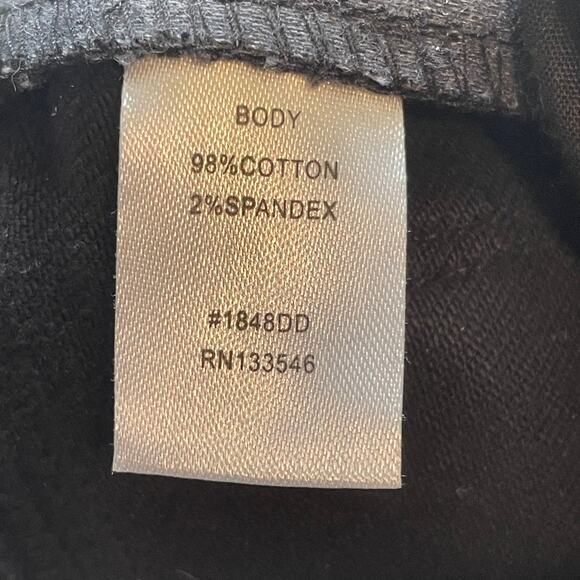 BODY
98%COTTON
2%SPANDEX
#1848DD
RN133546